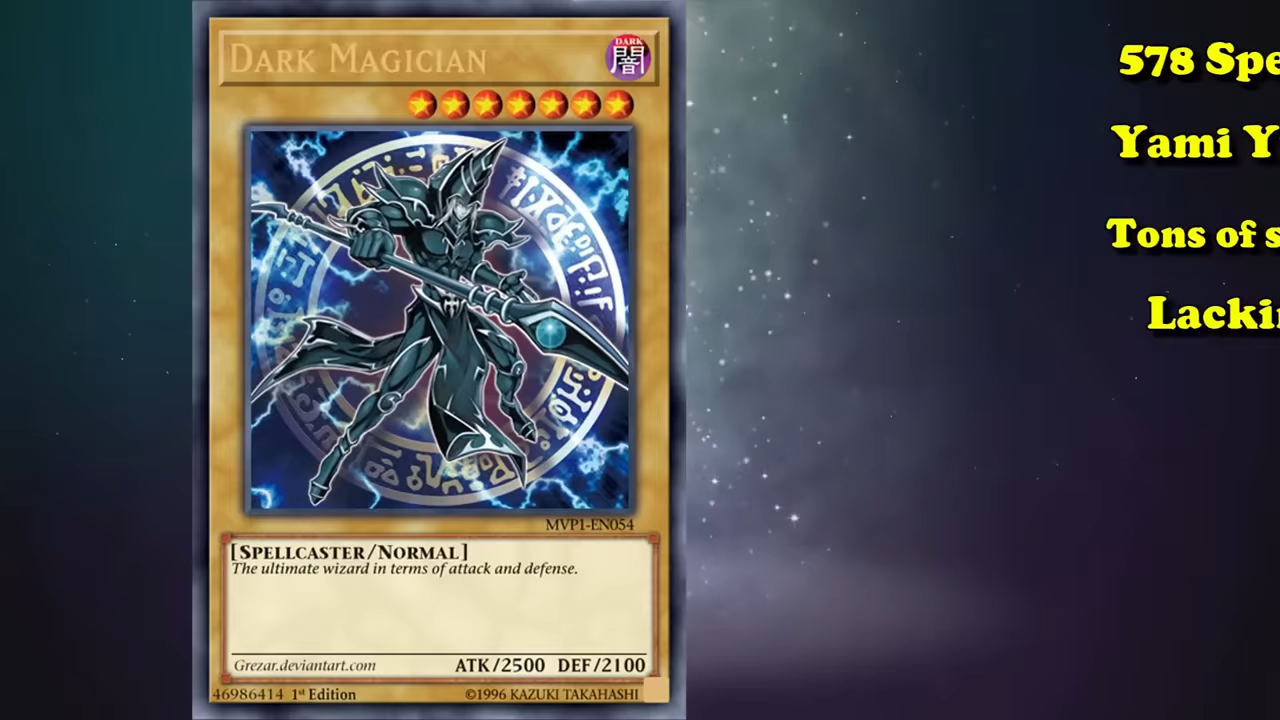 DARK MAGICIAN
DARK
闇
MVP1-EN054
[SPELLCASTER/NORMAL]
The ultimate wizard in terms of attack and defense.
ATK/2500 DEF/2100
Grezar.deviantart.com
46986414 1st Edition
©1996 KAZUKI TAKAHASHI
578 Spe
Yami Y
Tons of s
Lackin